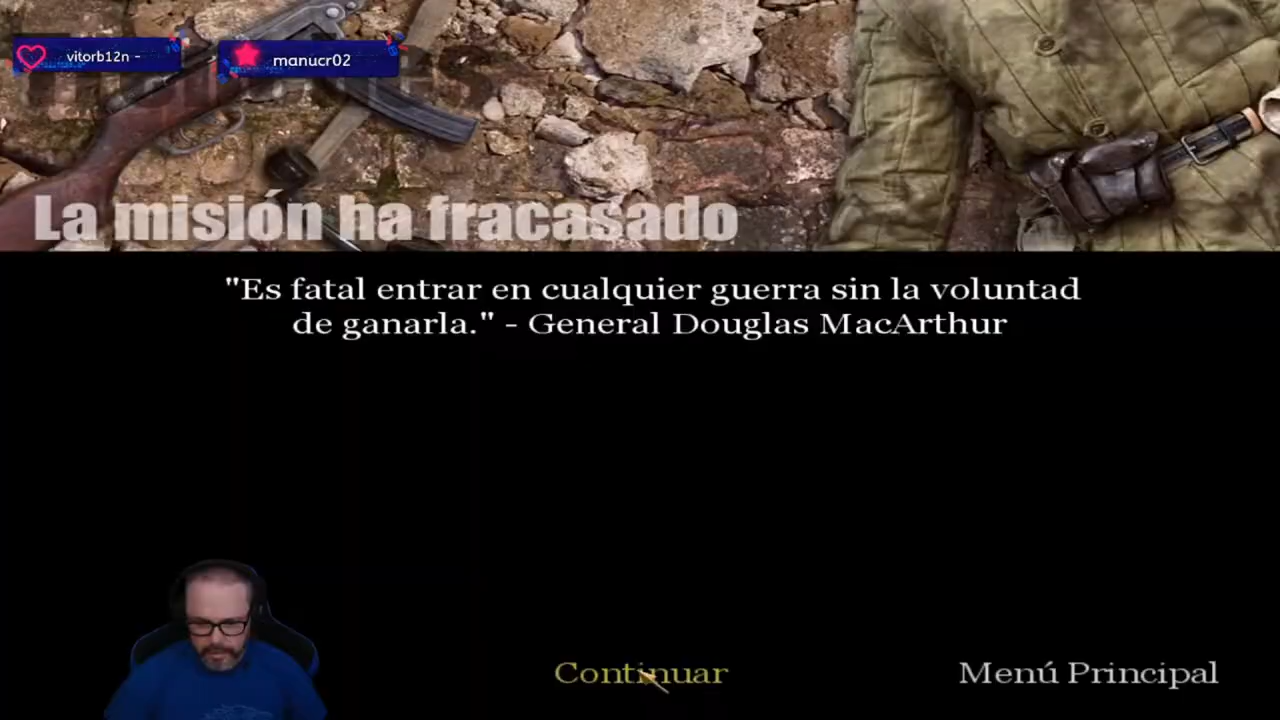 vitorb12n -
manucr02
La misión ha fracasado
"Es fatal entrar en cualquier guerra sin la voluntad
de ganarla." - General Douglas MacArthur
Continuar
Menú Principal